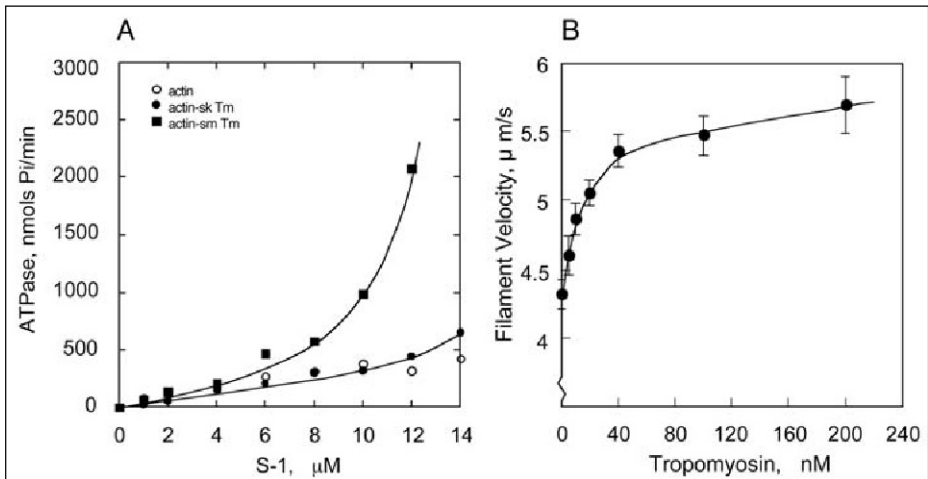 A
ATPase, nmols Pi/min
3000
2500
2000
1500
1000
500
0
○ actin
● actin-sk Tm
■ actin-sm Tm
0 2 4 6 8 10 12 14
S-1, μM
B
Filament Velocity, μ m/s
6
5.5
5
4.5
4
0 40 80 120 160 200 240
Tropomyosin, nM